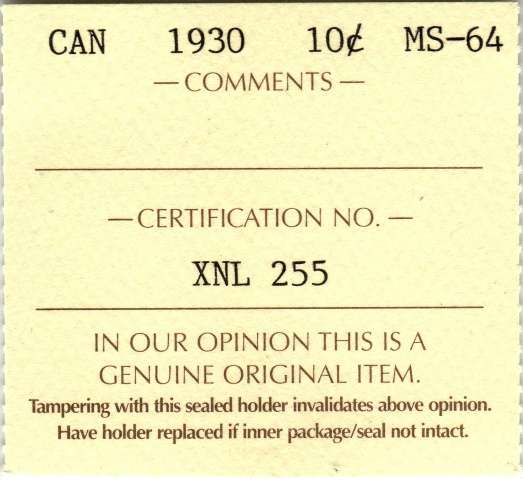 CAN 1930 10¢ MS-64
— COMMENTS —
— CERTIFICATION NO. —
XNL 255
IN OUR OPINION THIS IS A
GENUINE ORIGINAL ITEM.
Tampering with this sealed holder invalidates above opinion.
Have holder replaced if inner package/seal not intact.